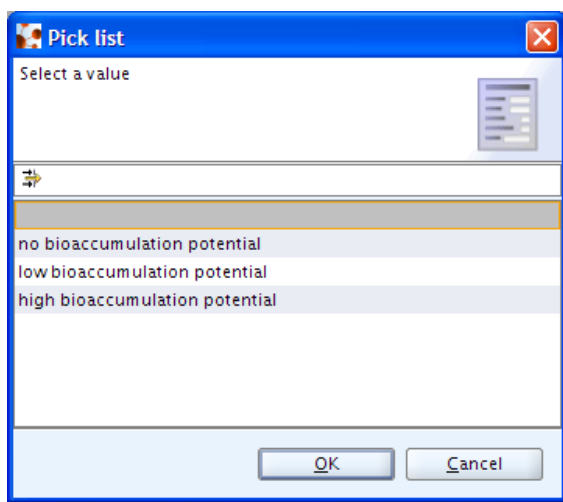 Pick list
Select a value
no bioaccumulation potential
low bioaccumulation potential
high bioaccumulation potential
OK
Cancel